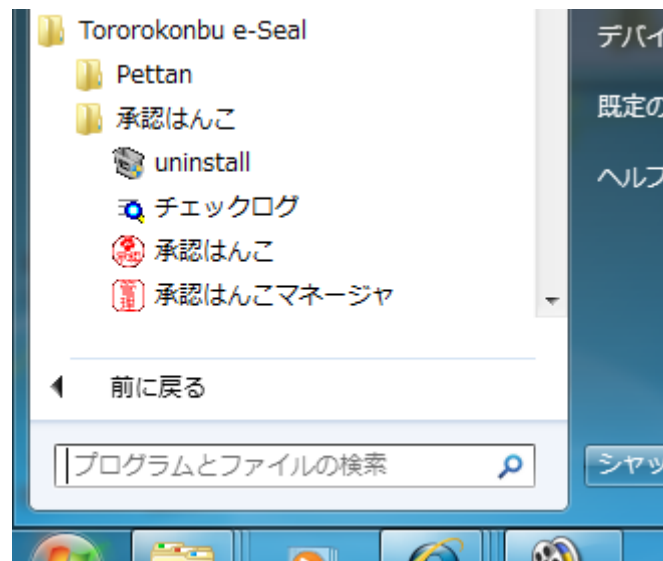 Tororokonbu e-Seal
Pettan
承認はんこ
uninstall
チェックログ
承認はんこ
管理
承認はんこマネージャ
前に戻る
プログラムとファイルの検索
デバイ
既定の
ヘルプ
シャッ